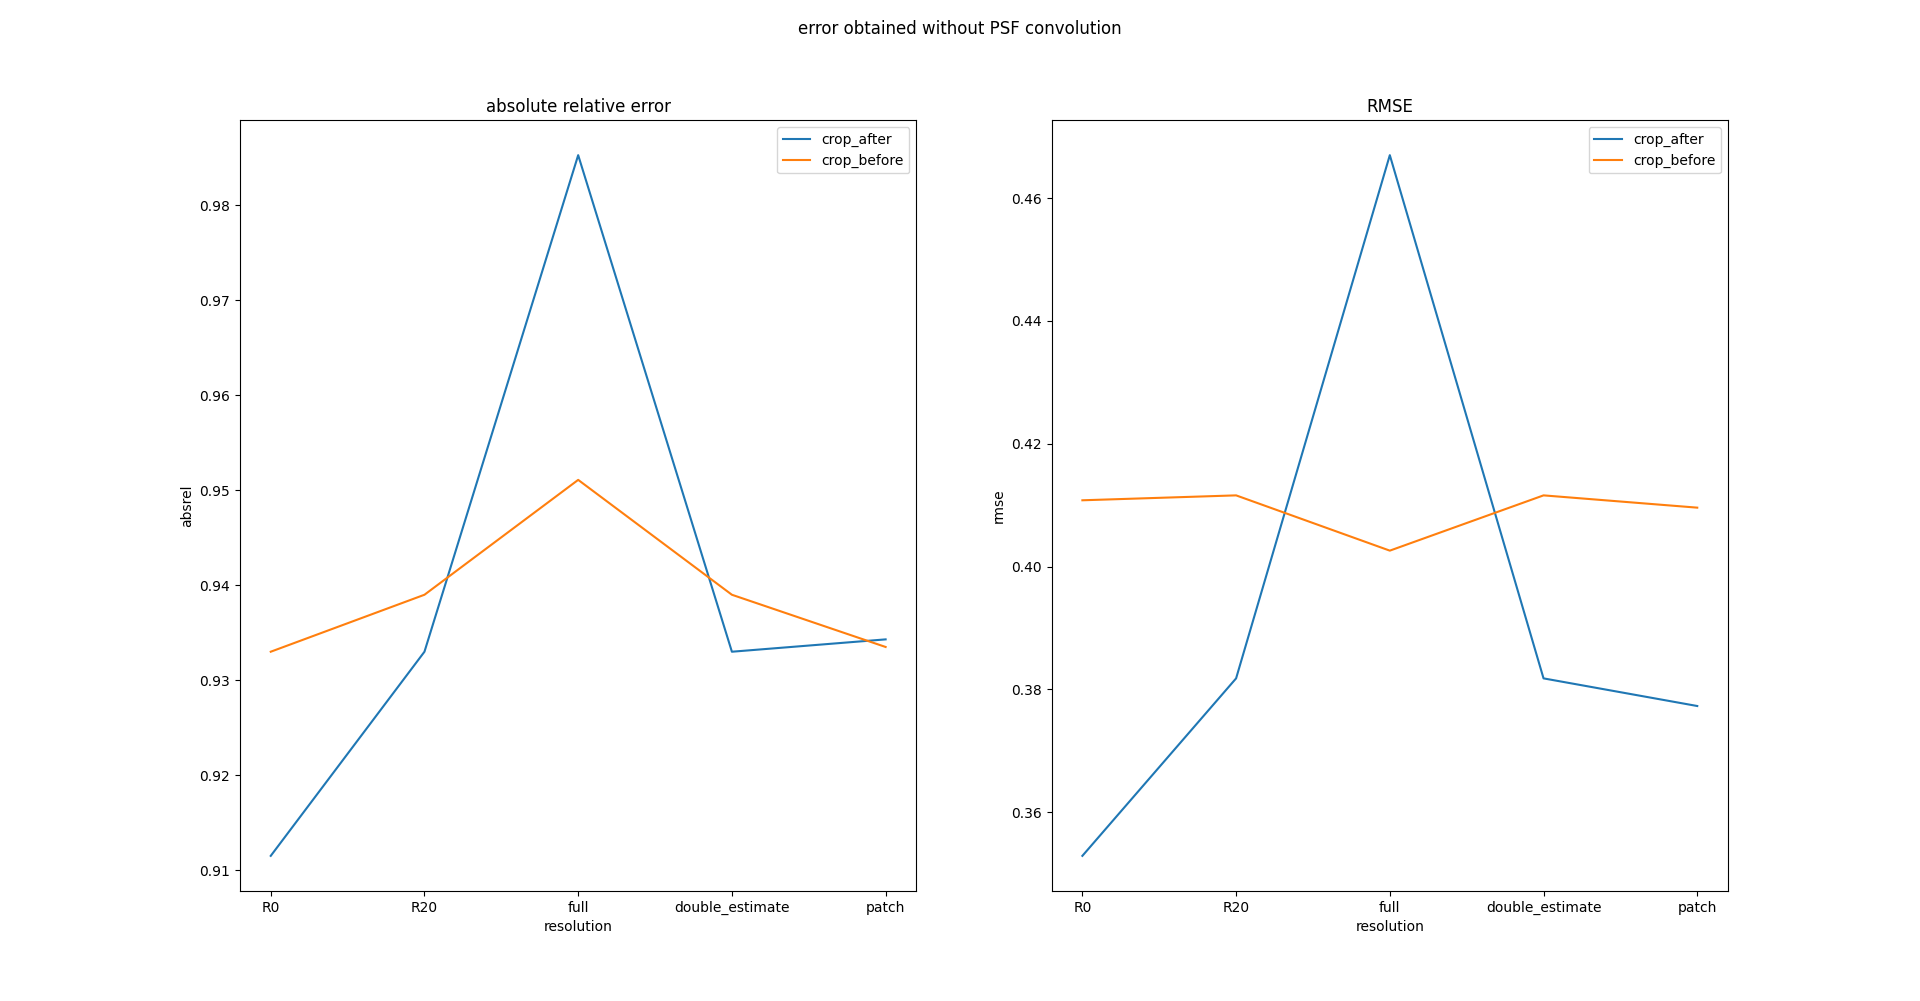 error obtained without PSF convolution
absolute relative error
crop_after
crop_before
0.98
0.97
0.96
0.95
0.94
0.93
0.92
0.91
absrel
R0 R20 full double_estimate patch
resolution
RMSE
crop_after
crop_before
0.46
0.44
0.42
0.40
0.38
0.36
rmse
R0 R20 full double_estimate patch
resolution